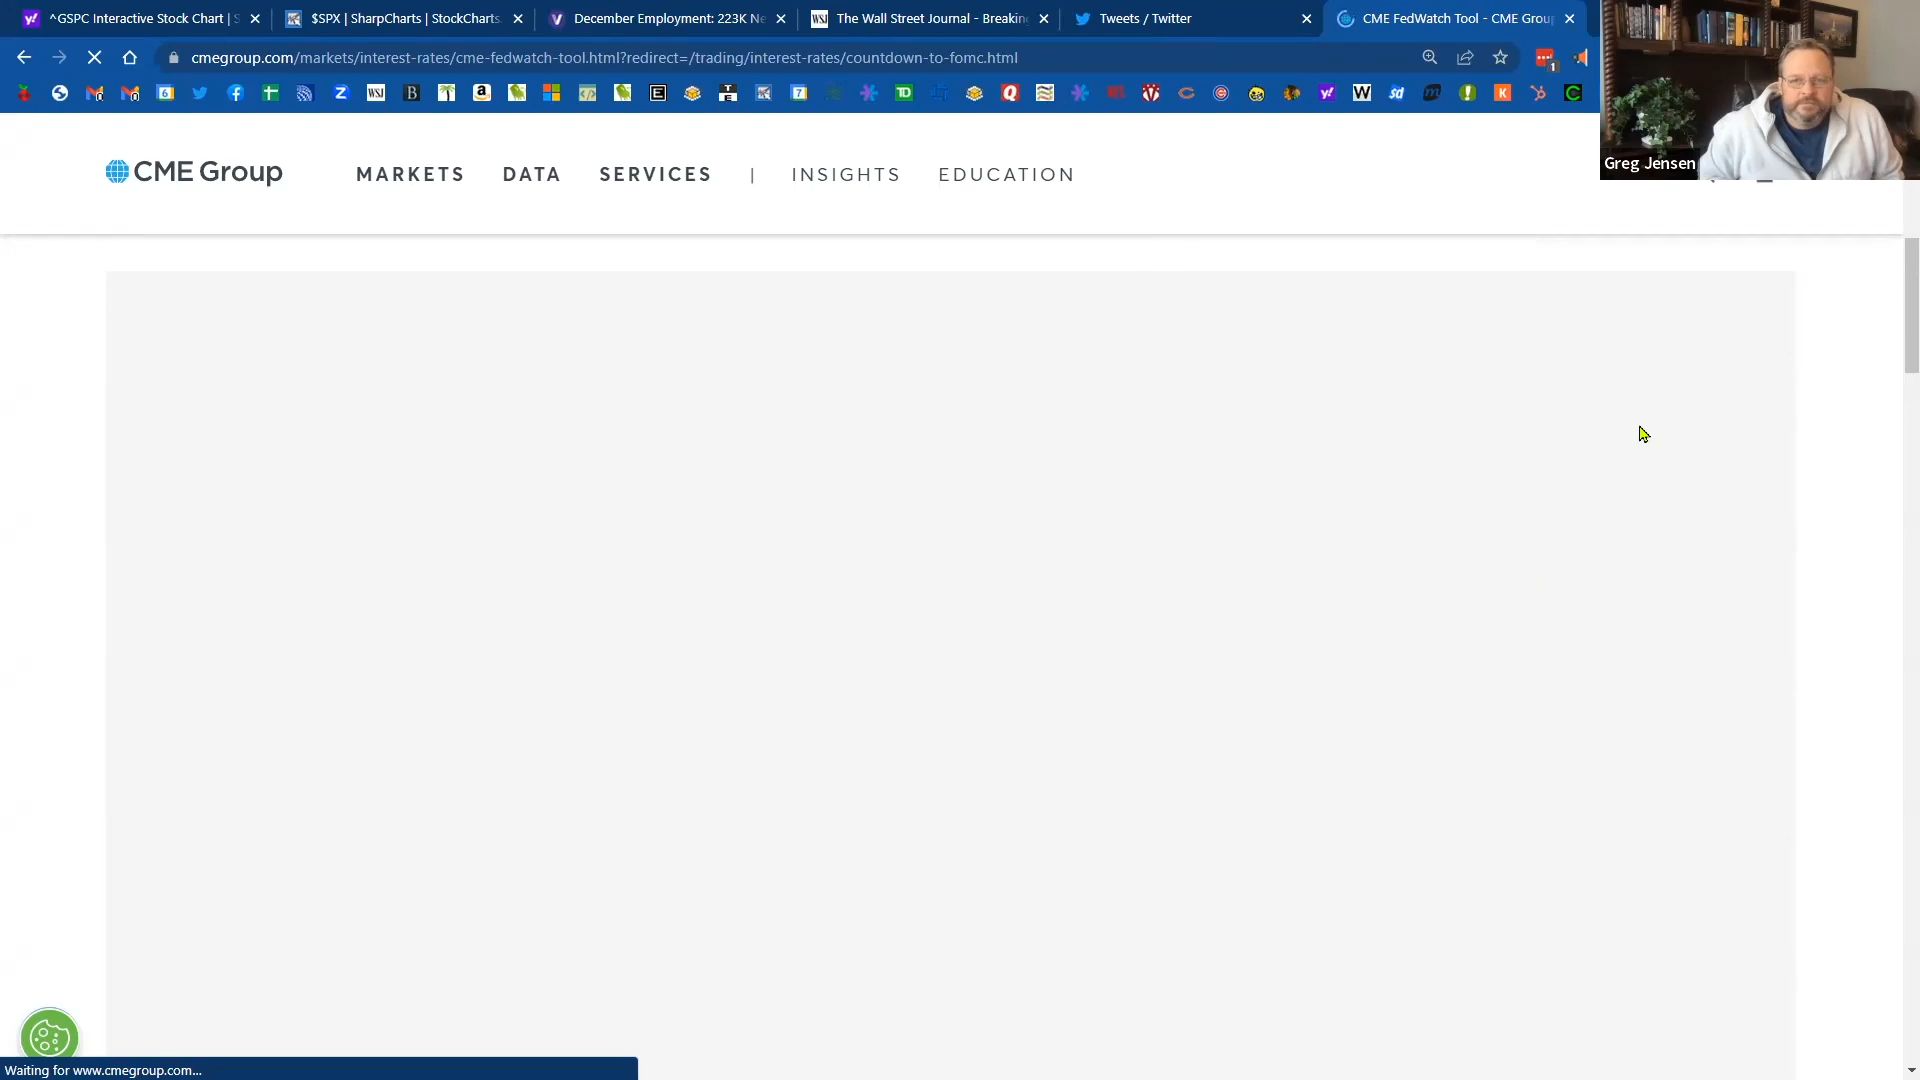 ^GSPC Interactive Stock Chart | S
$SPX | SharpCharts | StockCharts.
December Employment: 223K Ne
The Wall Street Journal - Breaking
Tweets / Twitter
CME FedWatch Tool - CME Group
cmegroup.com/markets/interest-rates/cme-fedwatch-tool.html?redirect=/trading/interest-rates/countdown-to-fomc.html
CME Group
MARKETS
DATA
SERVICES
|
INSIGHTS
EDUCATION
Greg Jensen
Waiting for www.cmegroup.com...